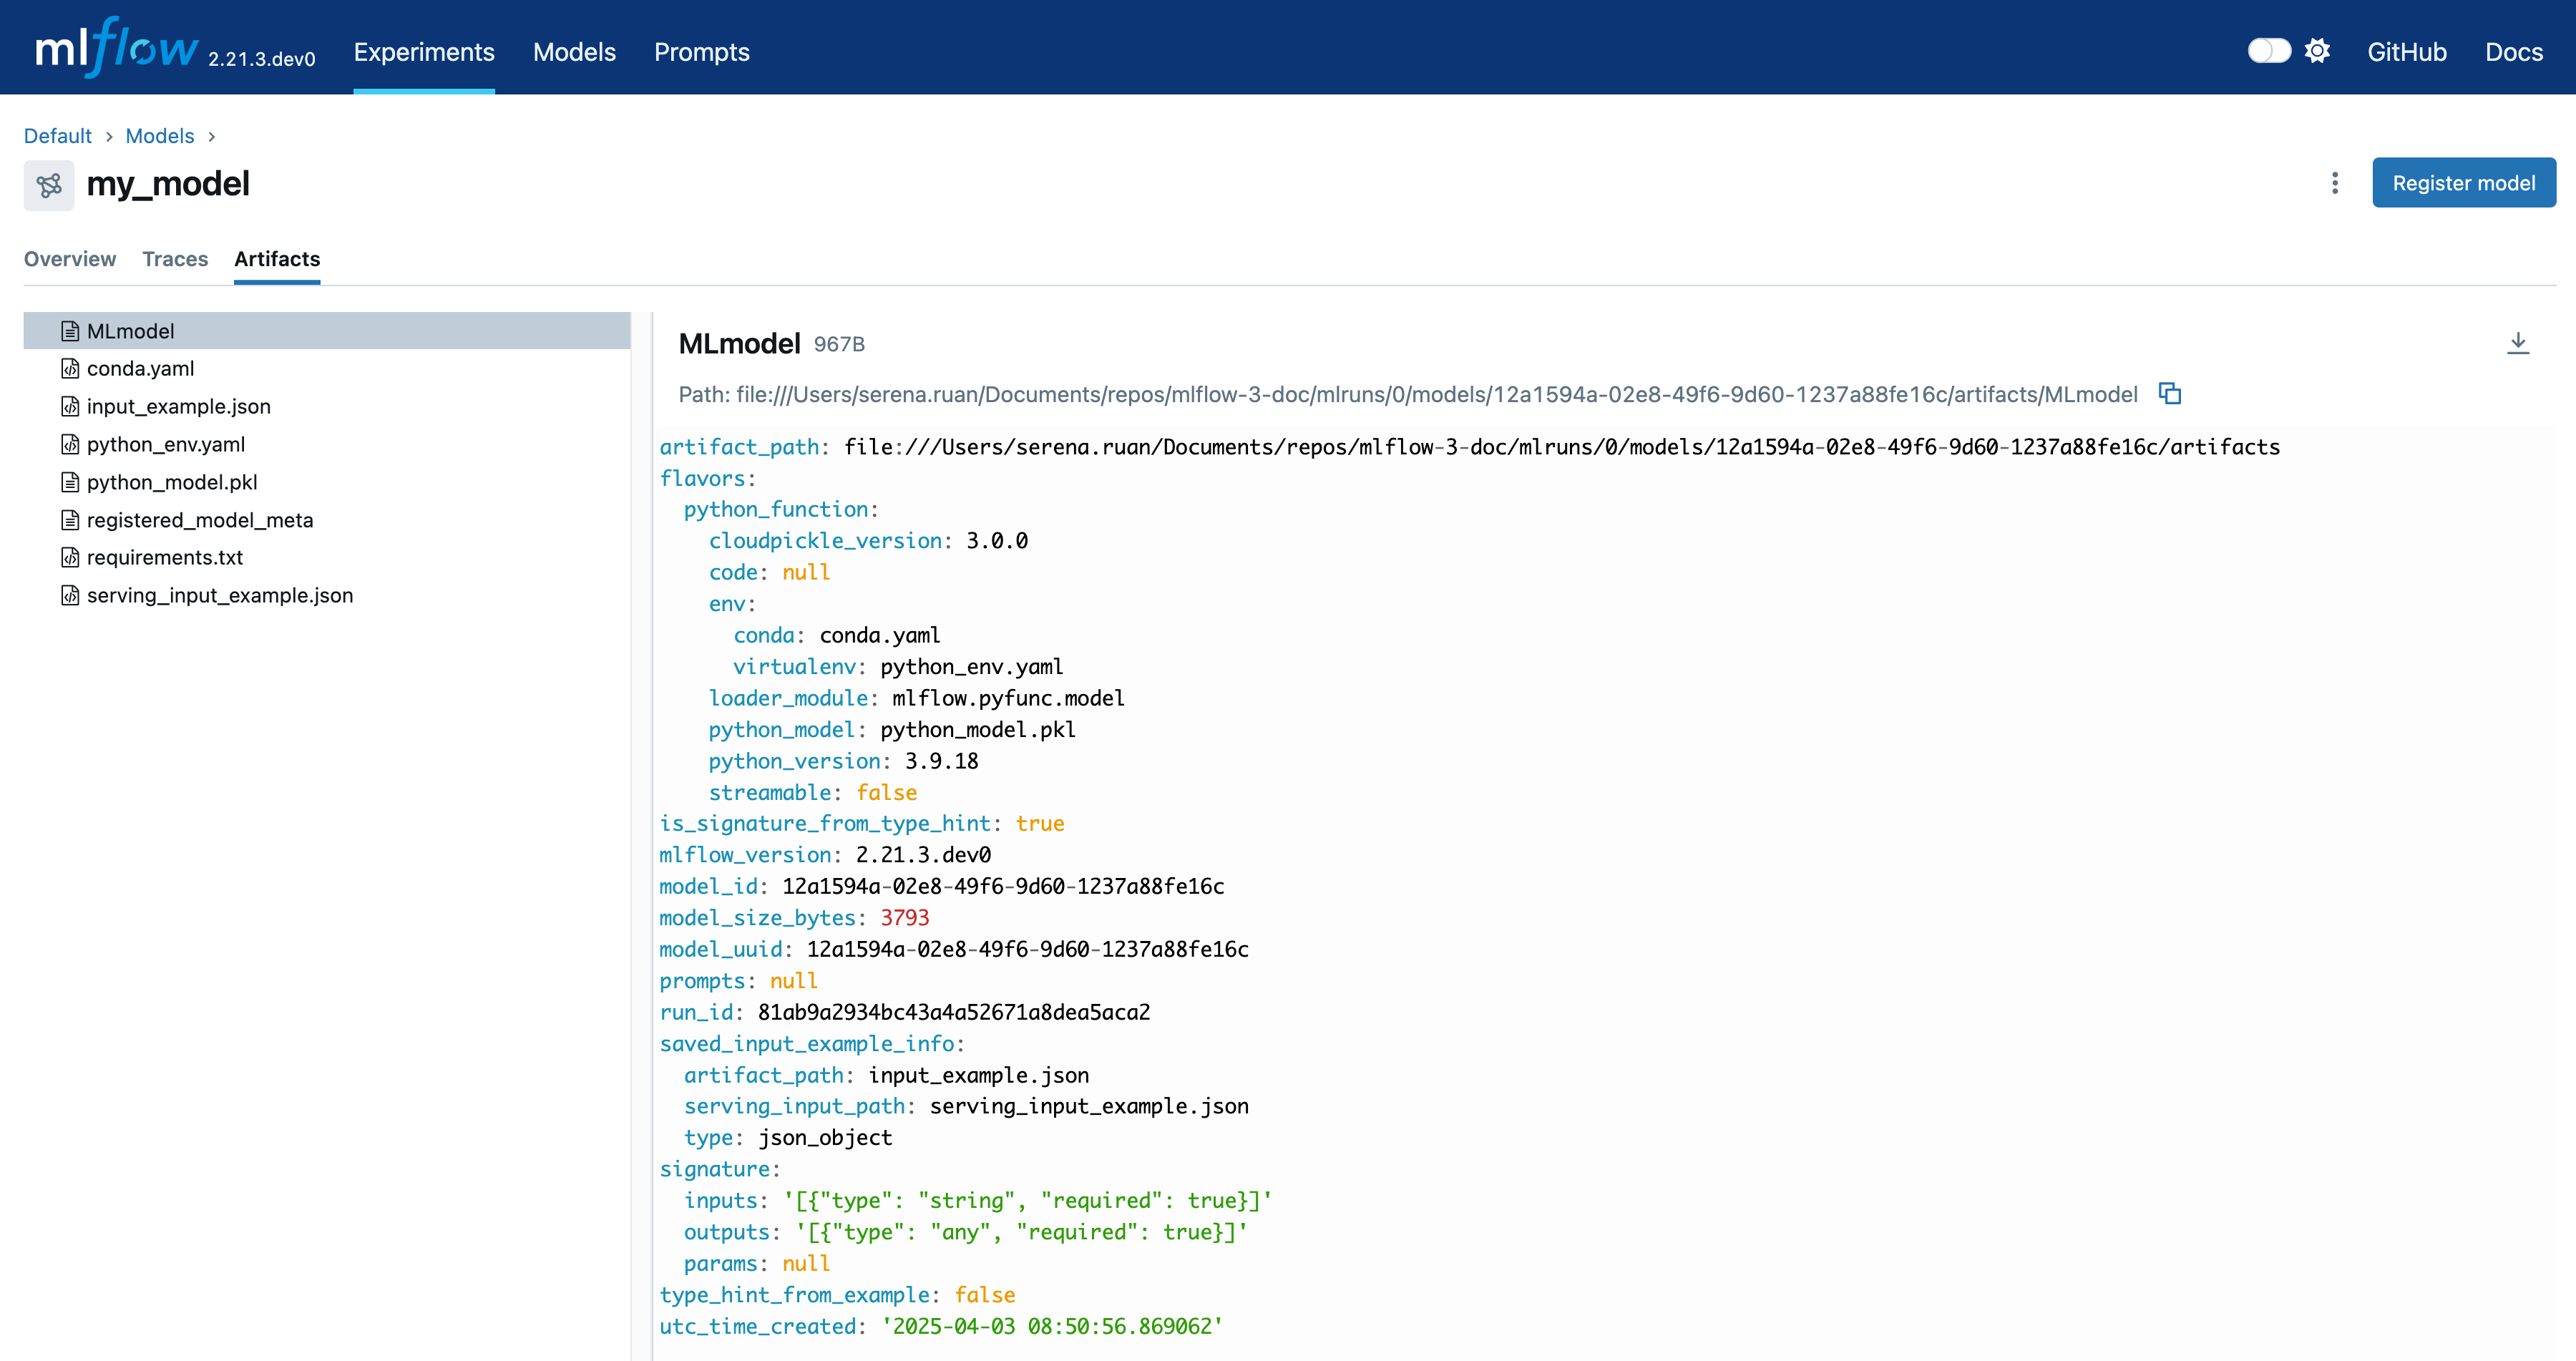 mlflow 2.21.3.dev0 Experiments Models Prompts GitHub Docs
Default > Models >
my_model
Register model
Overview Traces Artifacts
MLmodel
conda.yaml
input_example.json
python_env.yaml
python_model.pkl
registered_model_meta
requirements.txt
serving_input_example.json
MLmodel 967B
Path: file:///Users/serena.ruan/Documents/repos/mlflow-3-doc/mlruns/0/models/12a1594a-02e8-49f6-9d60-1237a88fe16c/artifacts/MLmodel
artifact_path: file:///Users/serena.ruan/Documents/repos/mlflow-3-doc/mlruns/0/models/12a1594a-02e8-49f6-9d60-1237a88fe16c/artifacts
flavors:
  python_function:
    cloudpickle_version: 3.0.0
    code: null
    env:
      conda: conda.yaml
      virtualenv: python_env.yaml
    loader_module: mlflow.pyfunc.model
    python_model: python_model.pkl
    python_version: 3.9.18
    streamable: false
is_signature_from_type_hint: true
mlflow_version: 2.21.3.dev0
model_id: 12a1594a-02e8-49f6-9d60-1237a88fe16c
model_size_bytes: 3793
model_uuid: 12a1594a-02e8-49f6-9d60-1237a88fe16c
prompts: null
run_id: 81ab9a2934bc43a4a52671a8dea5aca2
saved_input_example_info:
  artifact_path: input_example.json
  serving_input_path: serving_input_example.json
  type: json_object
signature:
  inputs: '[{"type": "string", "required": true}]'
  outputs: '[{"type": "any", "required": true}]'
  params: null
type_hint_from_example: false
utc_time_created: '2025-04-03 08:50:56.869062'